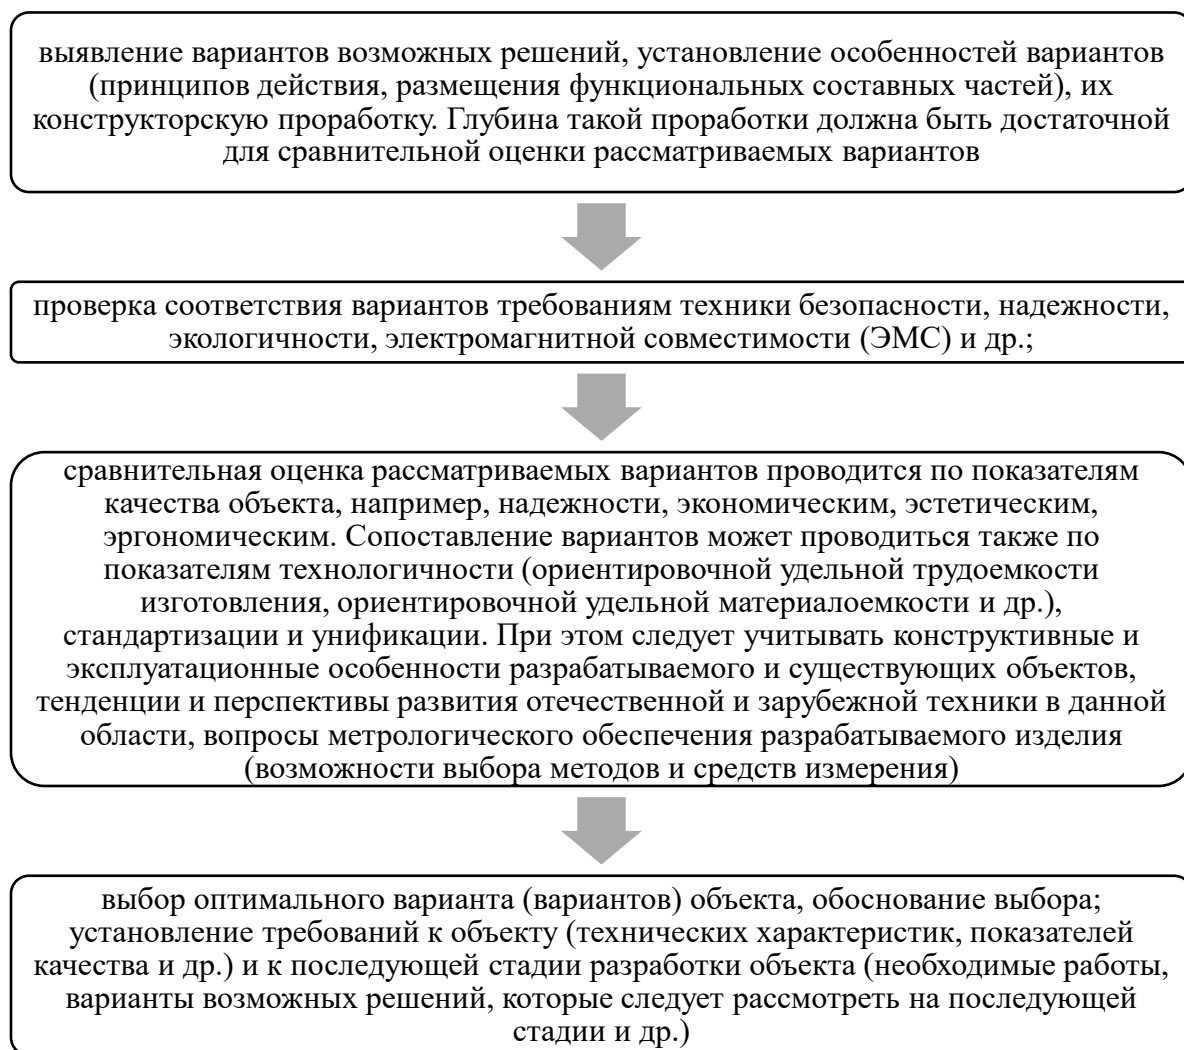 выявление вариантов возможных решений, установление особенностей вариантов
(принципов действия, размещения функциональных составных частей), их
конструкторскую проработку. Глубина такой проработки должна быть достаточной
для сравнительной оценки рассматриваемых вариантов
проверка соответствия вариантов требованиям техники безопасности, надежности,
экологичности, электромагнитной совместимости (ЭМС) и др.;
сравнительная оценка рассматриваемых вариантов проводится по показателям
качества объекта, например, надежности, экономическим, эстетическим,
эргономическим. Сопоставление вариантов может проводиться также по
показателям технологичности (ориентировочной удельной трудоемкости
изготовления, ориентировочной удельной материалоемкости и др.),
стандартизации и унификации. При этом следует учитывать конструктивные и
эксплуатационные особенности разрабатываемого и существующих объектов,
тенденции и перспективы развития отечественной и зарубежной техники в данной
области, вопросы метрологического обеспечения разрабатываемого изделия
(возможности выбора методов и средств измерения)
выбор оптимального варианта (вариантов) объекта, обоснование выбора;
установление требований к объекту (технических характеристик, показателей
качества и др.) и к последующей стадии разработки объекта (необходимые работы,
варианты возможных решений, которые следует рассмотреть на последующей
стадии и др.)